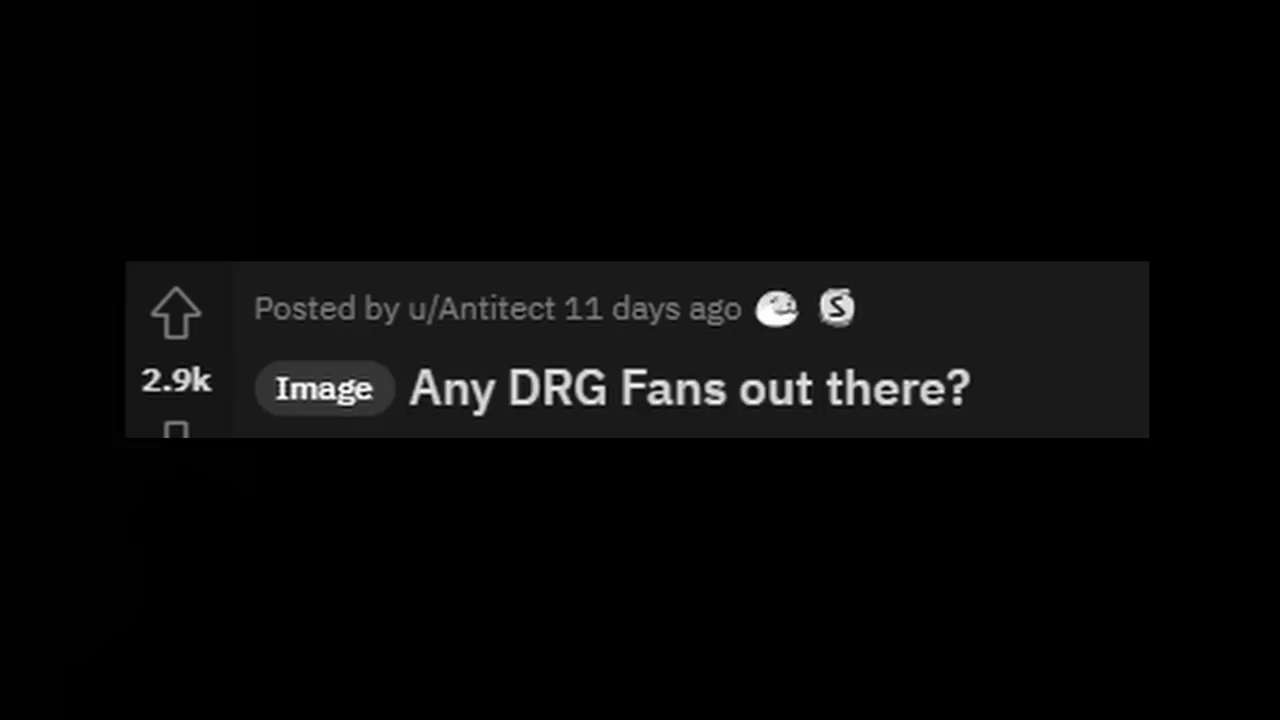 Posted by u/Antitect 11 days ago S
2.9k
Image Any DRG Fans out there?